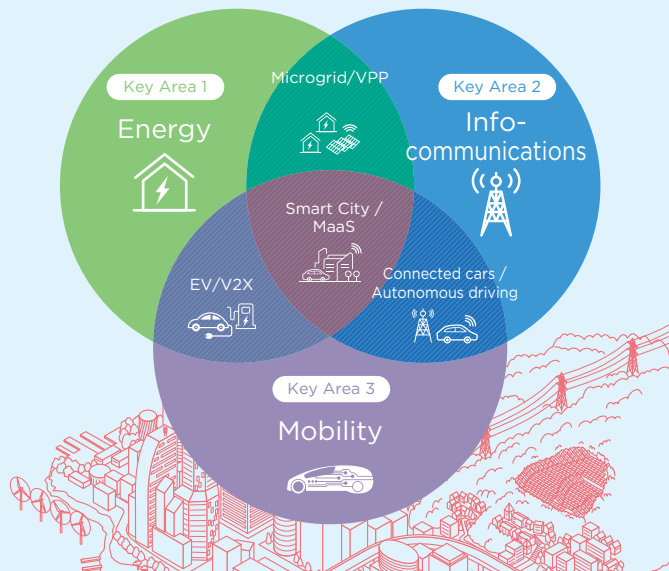 Microgrid/VPP
Key Area 1
Energy
Key Area 2
Info-
communications
Smart City /
MaaS
EV/V2X
Connected cars /
Autonomous driving
Key Area 3
Mobility